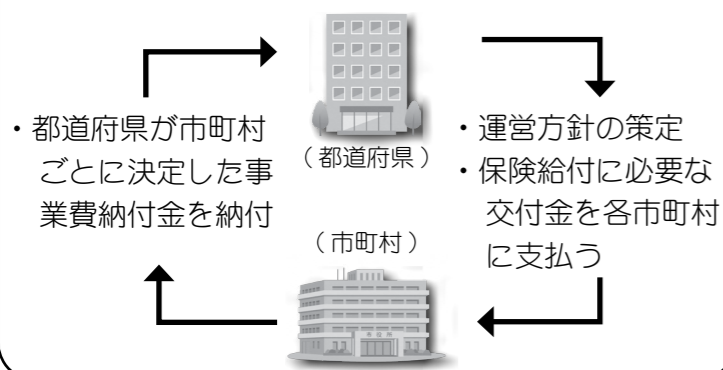 ・都道府県が市町村
ごとに決定した事
業費納付金を納付
（都道府県）
・運営方針の策定
・保険給付に必要な
交付金を各市町村
に支払う
（市町村）
市役所